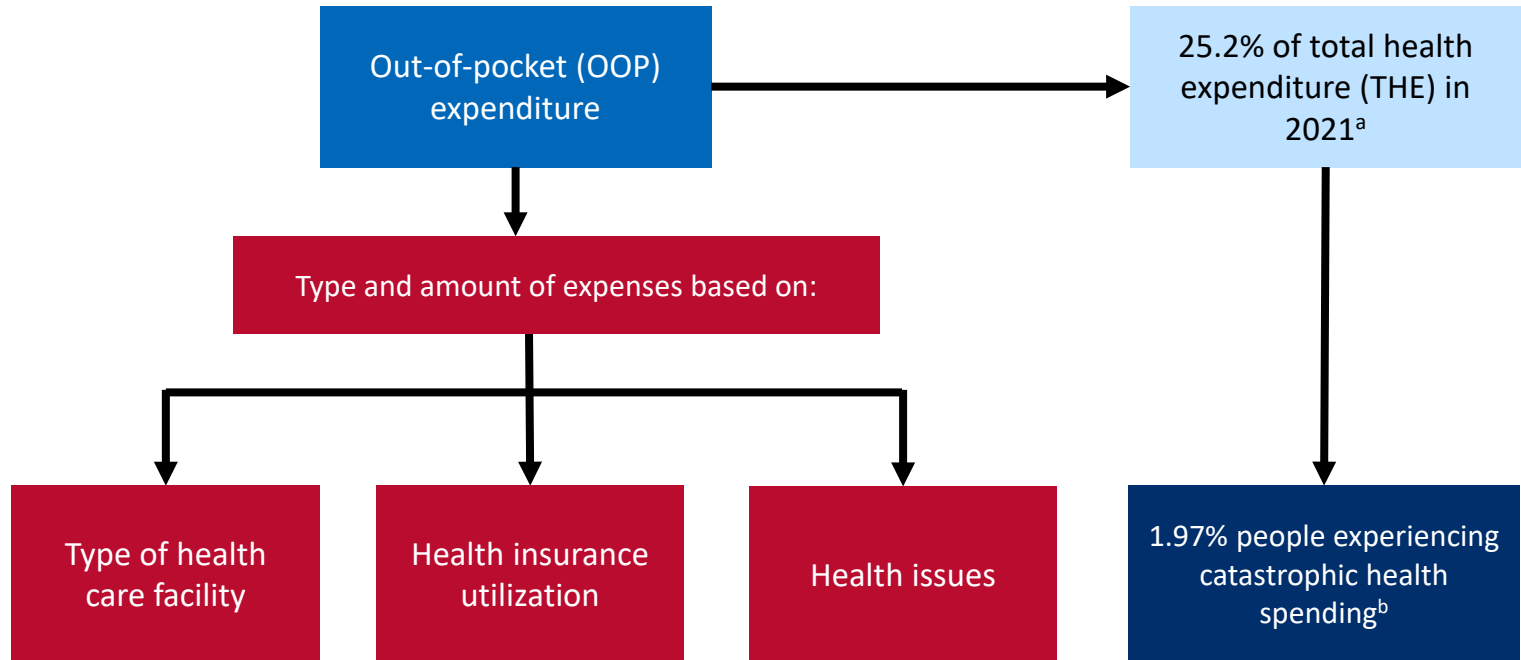 Out-of-pocket (OOP)
expenditure
25.2% of total health
expenditure (THE) in
2021ᵃ
Type and amount of expenses based on:
Type of health
care facility
Health insurance
utilization
Health issues
1.97% people experiencing
catastrophic health
spendingᵇ